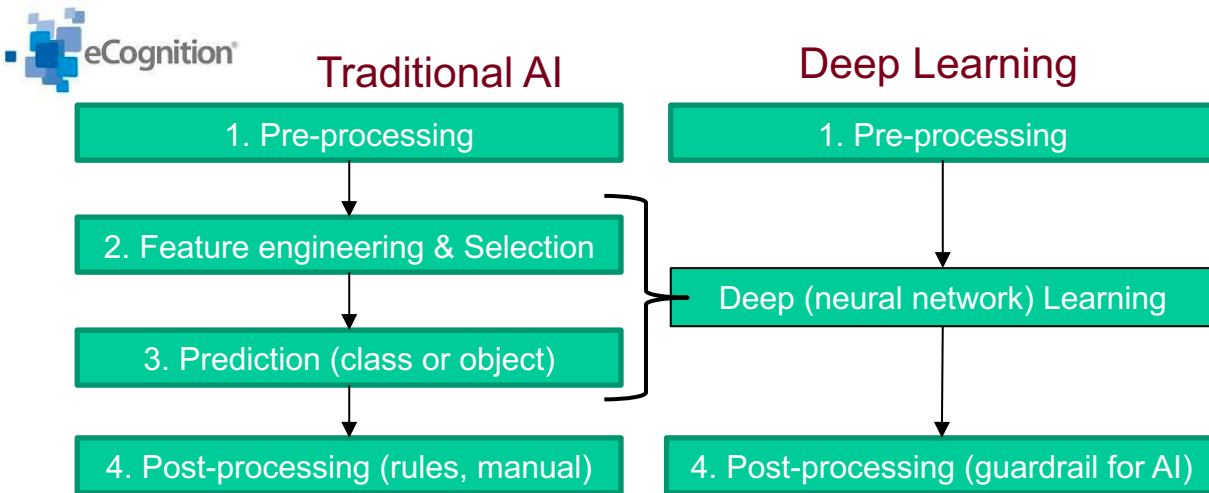 eCognition®
Traditional AI
1. Pre-processing
2. Feature engineering & Selection
3. Prediction (class or object)
4. Post-processing (rules, manual)
Deep Learning
1. Pre-processing
Deep (neural network) Learning
4. Post-processing (guardrail for AI)